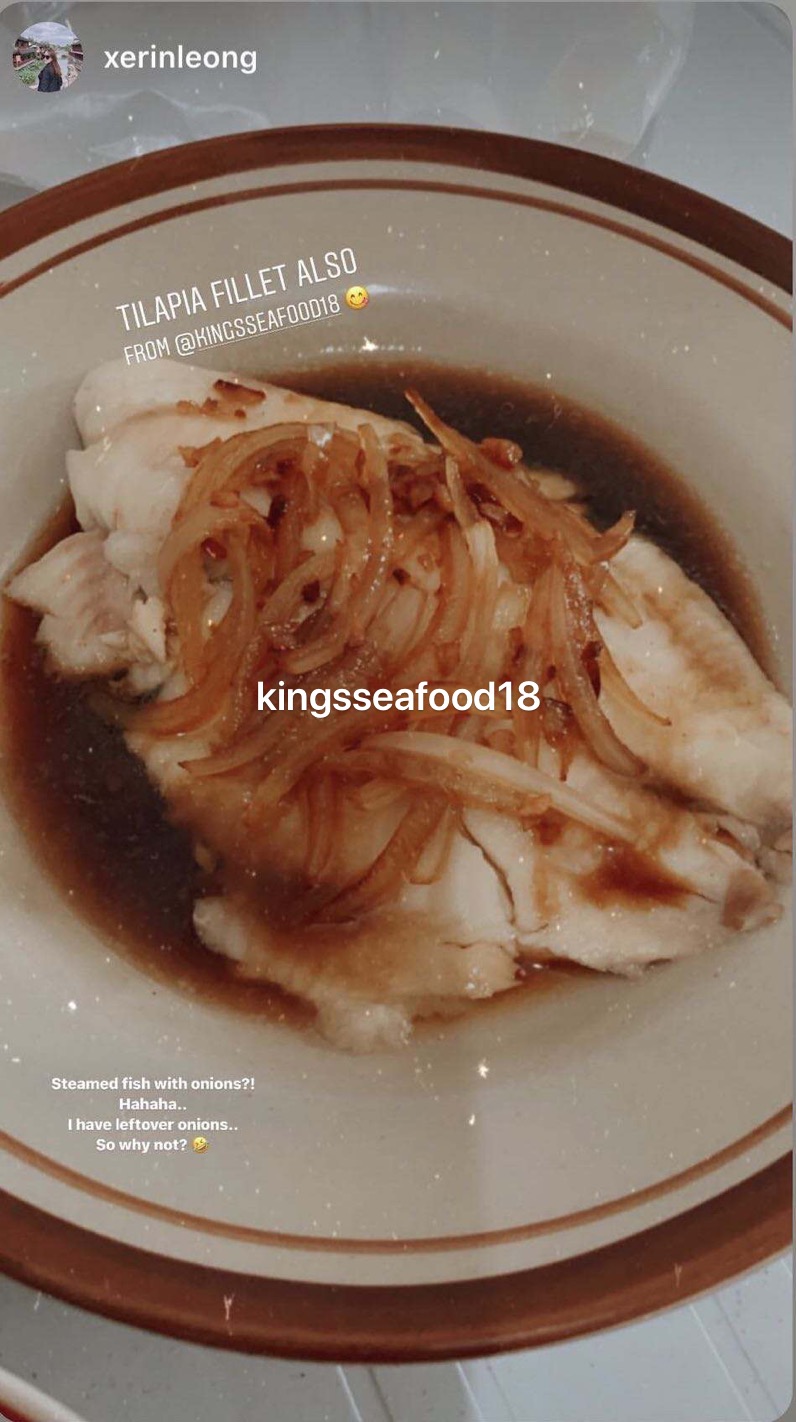 xerinleong
TILAPIA FILLET ALSO
FROM @KINGSSEAFOOD18 😋
kingsseafood18
Steamed fish with onions?!
Hahaha..
I have leftover onions..
So why not? 🤣